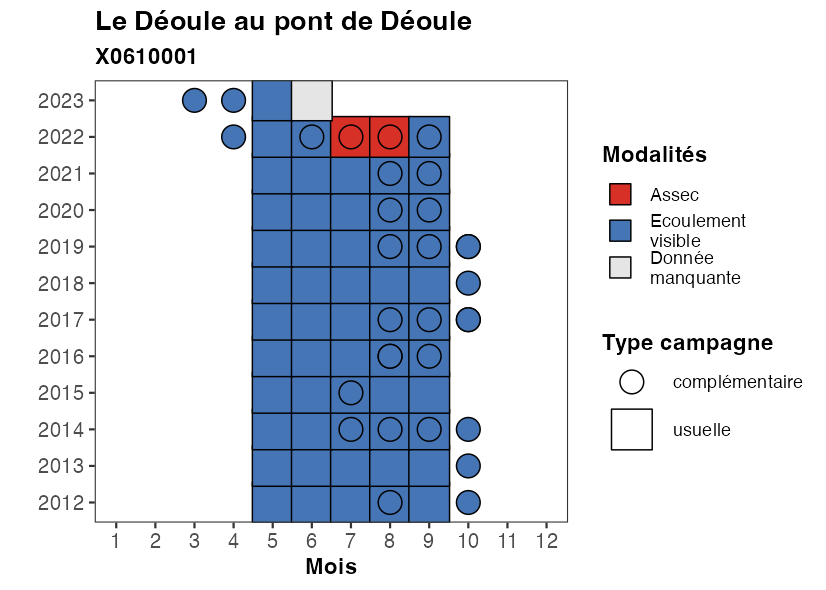 Le Déoule au pont de Déoule
X0610001
2023
2022
2021
2020
2019
2018
2017
2016
2015
2014
2013
2012
1 2 3 4 5 6 7 8 9 10 11 12
Mois
Modalités
Assec
Ecoulement
visible
Donnée
manquante
Type campagne
complémentaire
usuelle